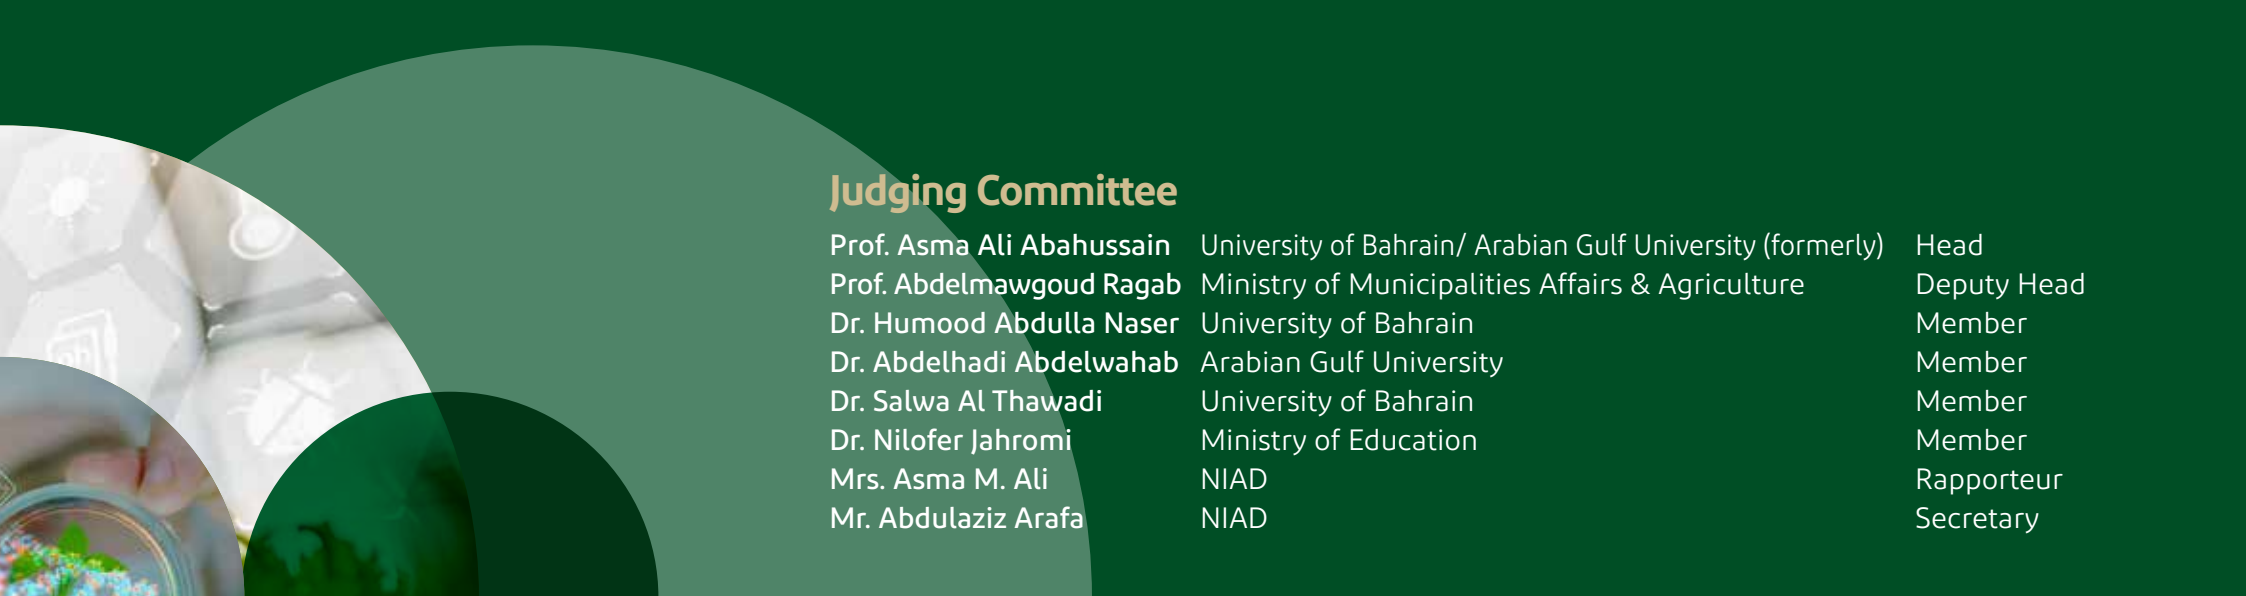 Judging Committee
Prof. Asma Ali Abahussain University of Bahrain/ Arabian Gulf University (formerly) Head
Prof. Abdelmawgoud Ragab Ministry of Municipalities Affairs & Agriculture Deputy Head
Dr. Humood Abdulla Naser University of Bahrain Member
Dr. Abdelhadi Abdelwahab Arabian Gulf University Member
Dr. Salwa Al Thawadi University of Bahrain Member
Dr. Nilofer Jahromi Ministry of Education Member
Mrs. Asma M. Ali NIAD Rapporteur
Mr. Abdulaziz Arafa NIAD Secretary